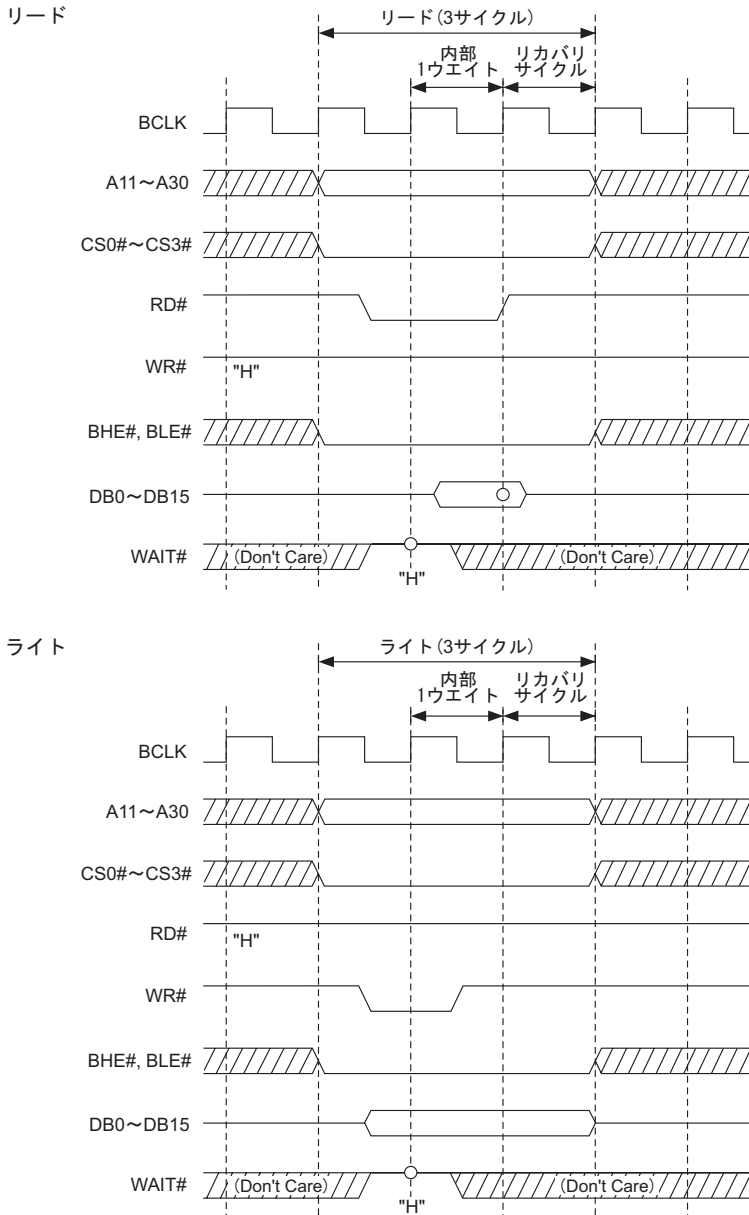 リード
リード(3サイクル)
内部
1ウエイト
リカバリ
サイクル
BCLK
A11～A30
CS0#～CS3#
RD#
WR#
"H"
BHE#, BLE#
DB0～DB15
WAIT#
(Don't Care)
(Don't Care)
"H"
ライト
ライト(3サイクル)
内部
1ウエイト
リカバリ
サイクル
BCLK
A11～A30
CS0#～CS3#
RD#
"H"
WR#
BHE#, BLE#
DB0～DB15
WAIT#
(Don't Care)
(Don't Care)
"H"